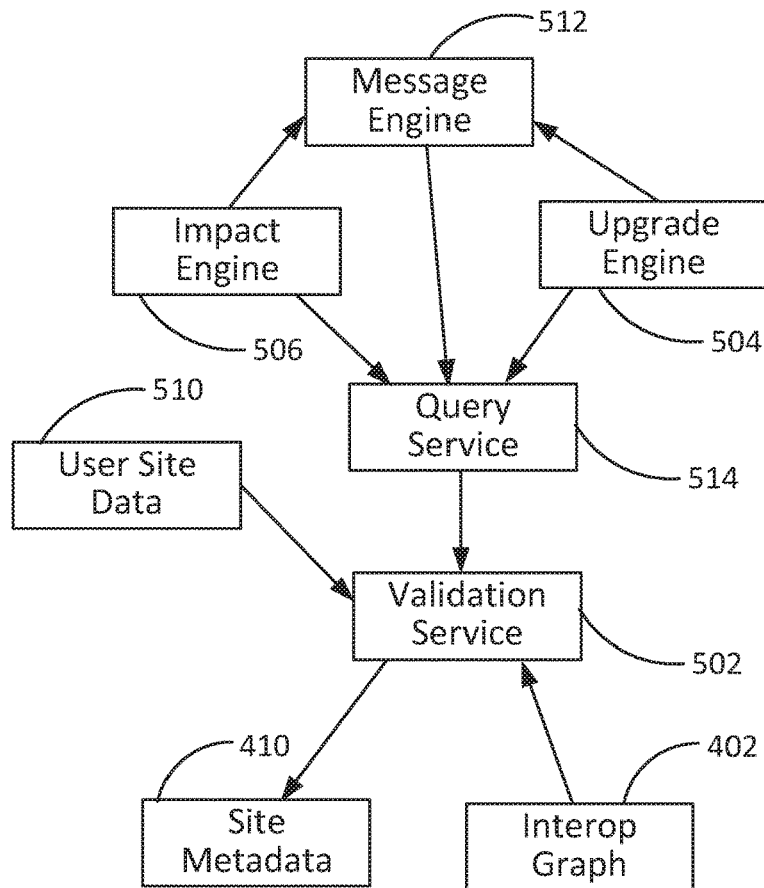 512
Message
Engine
Impact
Engine
Upgrade
Engine
506
504
510
Query
Service
User Site
Data
514
Validation
Service
502
410
402
Site
Metadata
Interop
Graph